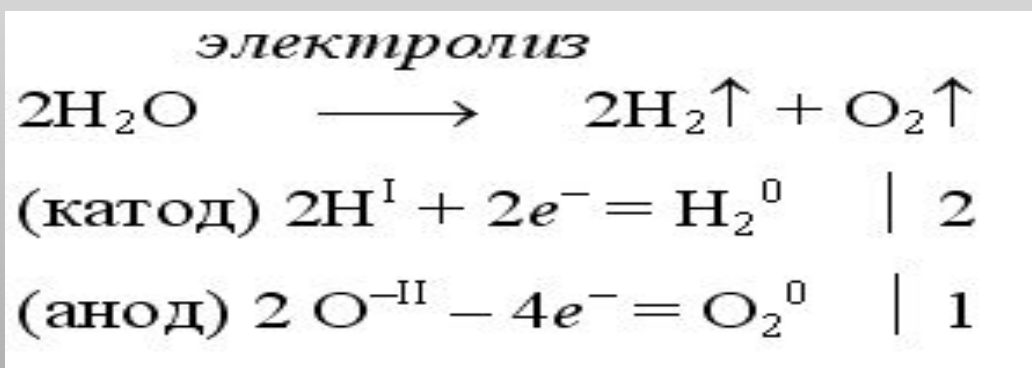 электролиз
2H₂O ⟶ 2H₂↑ + O₂↑
(катод) 2Hᴵ + 2e⁻ = H₂⁰ | 2
(анод) 2 O⁻ᴵᴵ – 4e⁻ = O₂⁰ | 1